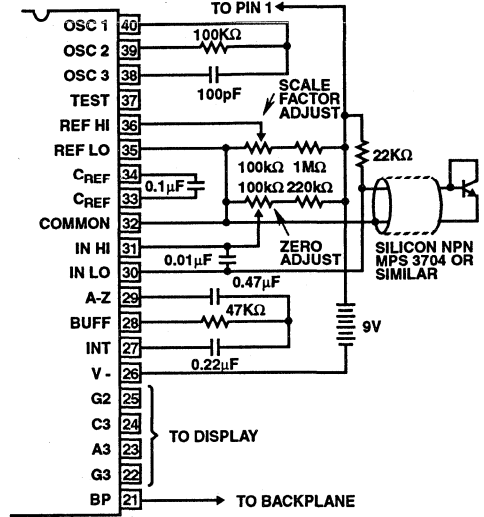 TO PIN 1
OSC 1 40
100KΩ
OSC 2 39
OSC 3 38
100pF
TEST 37
SCALE
FACTOR
ADJUST
REF HI 36
REF LO 35
22KΩ
100kΩ 1MΩ
CREF 34
0.1µF
100kΩ 220kΩ
CREF 33
COMMON 32
IN HI 31
ZERO
ADJUST
SILICON NPN
MPS 3704 OR
SIMILAR
0.01µF
IN LO 30
0.47µF
A-Z 29
47KΩ
BUFF 28
9V
INT 27
0.22µF
V - 26
G2 25
C3 24
TO DISPLAY
A3 23
G3 22
BP 21
TO BACKPLANE